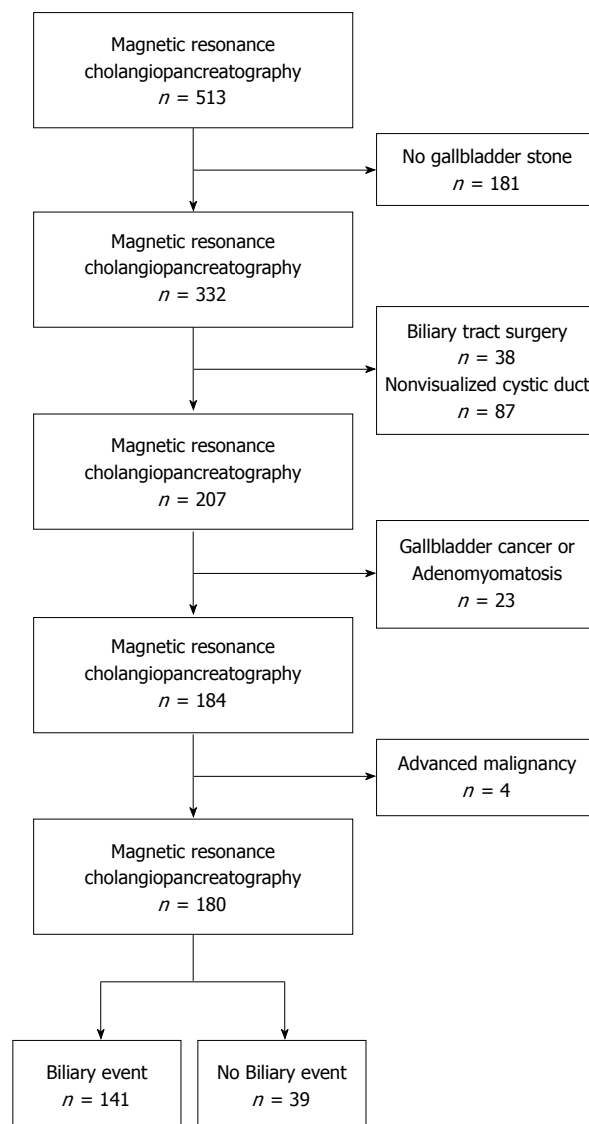 Magnetic resonance
cholangiopancreatography
n = 513
No gallbladder stone
n = 181
Magnetic resonance
cholangiopancreatography
n = 332
Biliary tract surgery
n = 38
Nonvisualized cystic duct
n = 87
Magnetic resonance
cholangiopancreatography
n = 207
Gallbladder cancer or
Adenomyomatosis
n = 23
Magnetic resonance
cholangiopancreatography
n = 184
Advanced malignancy
n = 4
Magnetic resonance
cholangiopancreatography
n = 180
Biliary event
n = 141
No Biliary event
n = 39